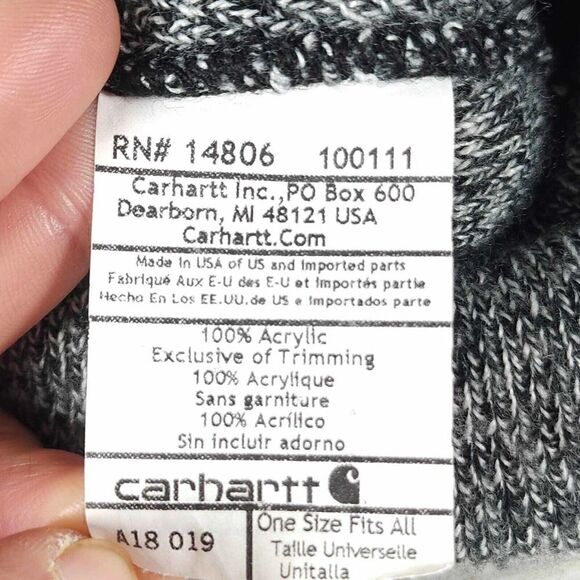 RN# 14806 100111
Carhartt Inc.,PO Box 600
Dearborn, MI 48121 USA
Carhartt.Com
Made in USA of US and Imported parts
Fabriqué Aux E-U des E-U et Importés partie
Hecho En Los EE.UU.de US e Importados parte
100% Acrylic
Exclusive of Trimming
100% Acrylique
Sans garniture
100% Acrílico
Sin incluir adorno
carhartt
A18 019
One Size Fits All
Taille Universelle
Unitalla